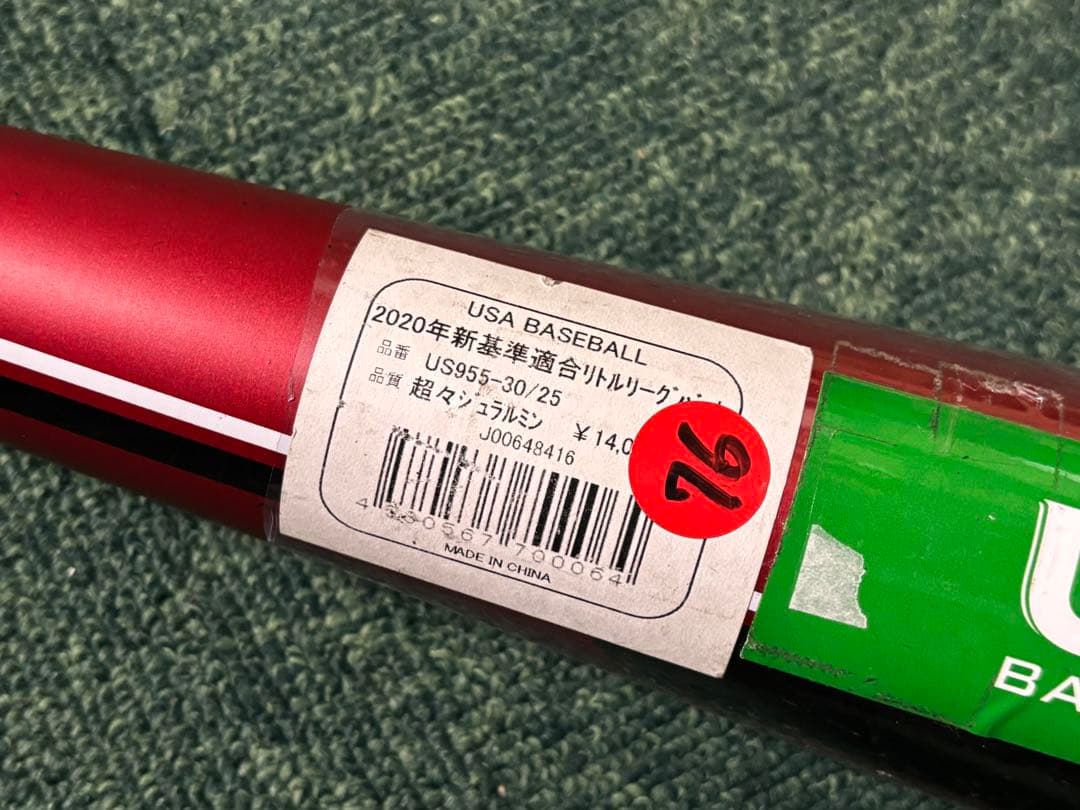 USA BASEBALL
2020年新基準適合リトルリーグバット
品番 US955-30/25
品質 超々ジュラルミン ¥14,0
J00648416
76
MADE IN CHINA
BA